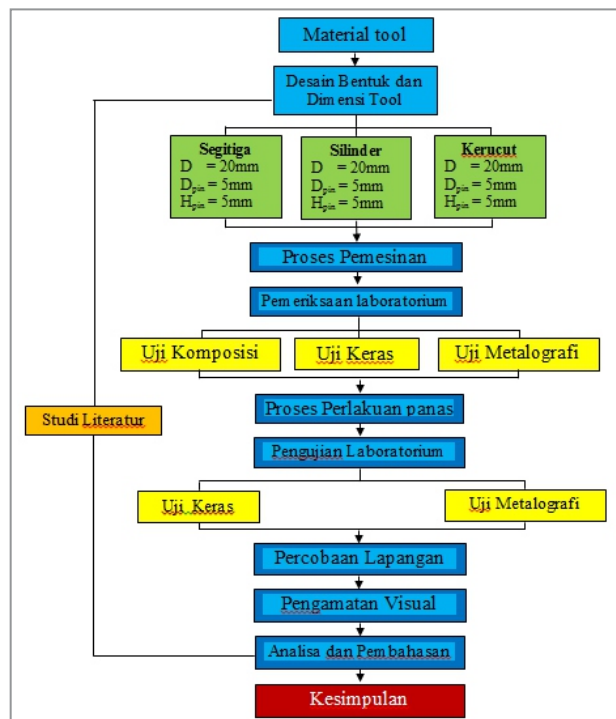 Material tool
Desain Bentuk dan
Dimensi Tool
Segitiga
D = 20mm
Dpin = 5mm
Hpin = 5mm
Silinder
D = 20mm
Dpin = 5mm
Hpin = 5mm
Kerucut
D = 20mm
Dpin = 5mm
Hpin = 5mm
Proses Pemesinan
Pemeriksaan laboratorium
Uji Komposisi
Uji Keras
Uji Metalografi
Proses Perlakuan panas
Studi Literatur
Pengujian Laboratorium
Uji Keras
Uji Metalografi
Percobaan Lapangan
Pengamatan Visual
Analisa dan Pembahasan
Kesimpulan